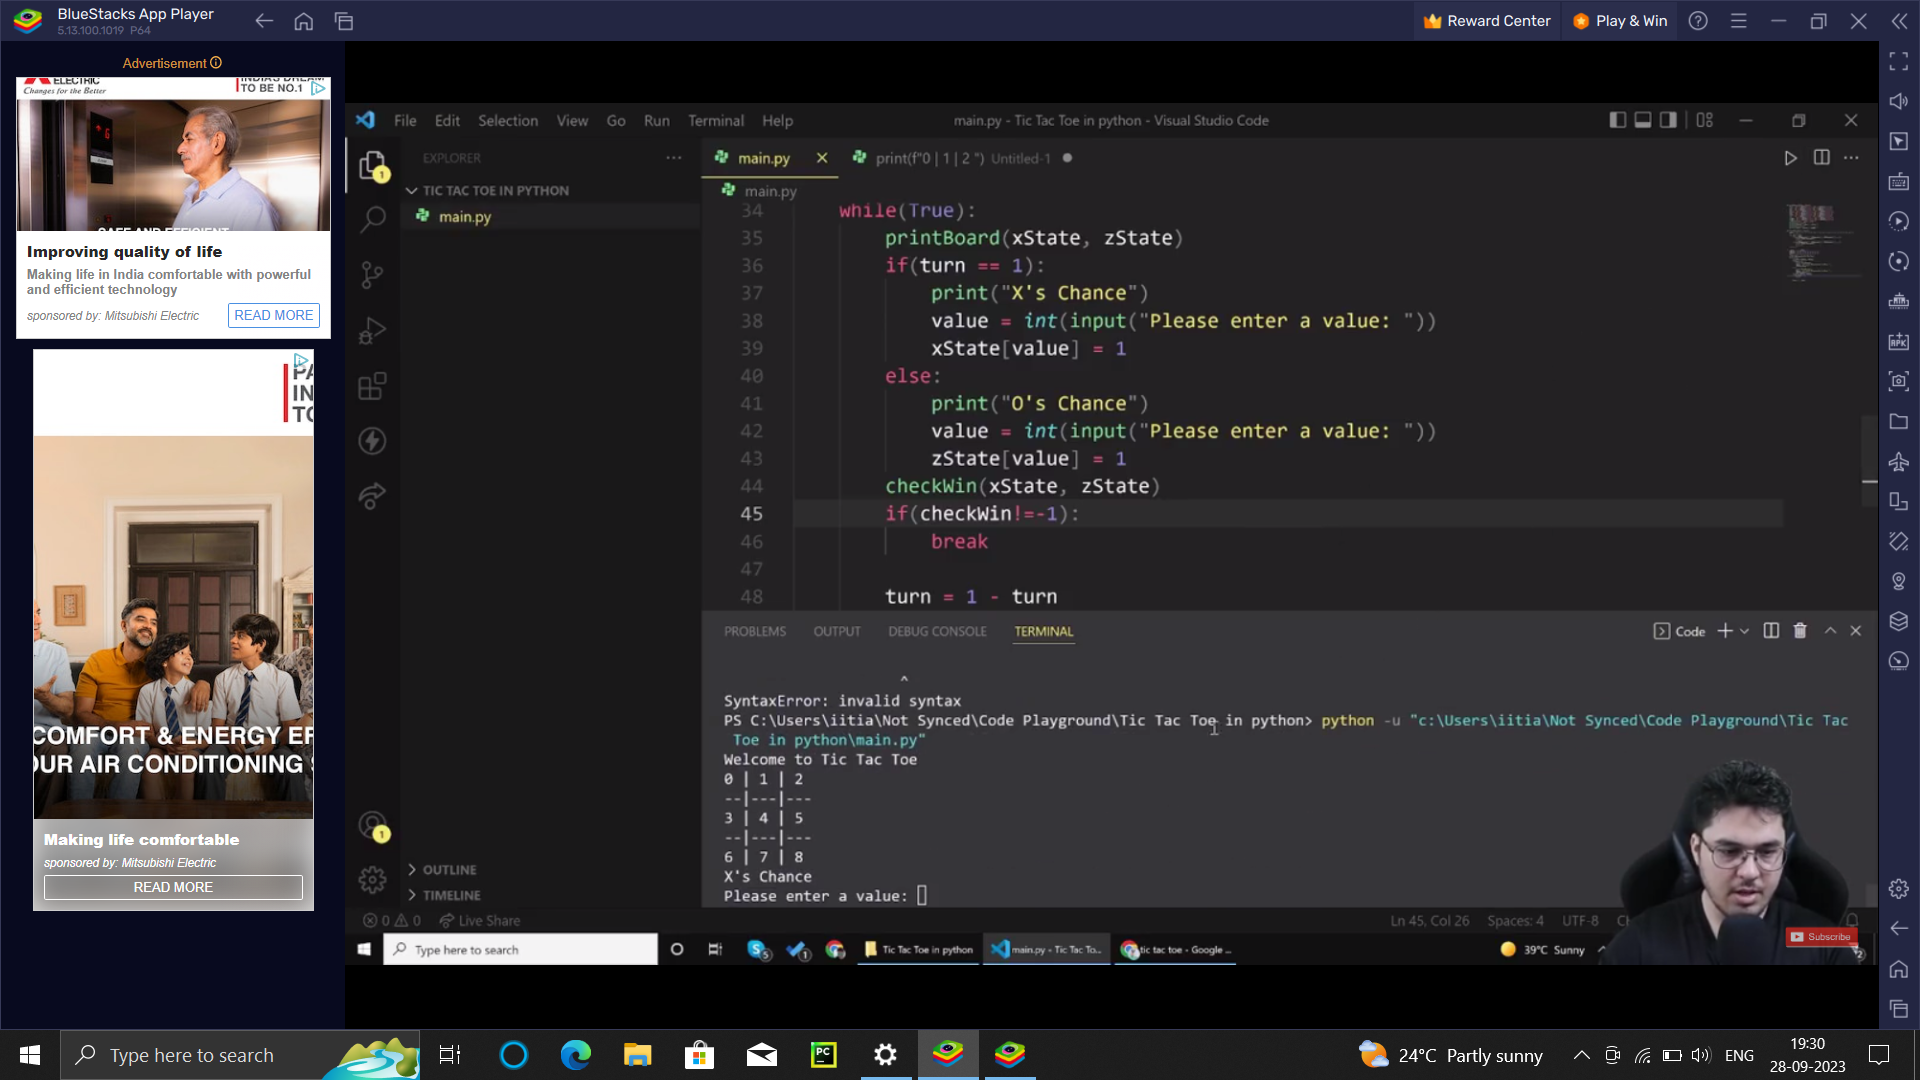 BlueStacks App Player
5.13.100.1019 P64
Reward Center
Play & Win
Advertisement
ELECTRIC
Changes for the Better
TO BE NO.1
Improving quality of life
Making life in India comfortable with powerful
and efficient technology
sponsored by: Mitsubishi Electric
READ MORE
COMFORT & ENERGY EF
OUR AIR CONDITIONING
Making life comfortable
sponsored by: Mitsubishi Electric
READ MORE
File Edit Selection View Go Run Terminal Help
main.py - Tic Tac Toe in python - Visual Studio Code
EXPLORER
TIC TAC TOE IN PYTHON
main.py
OUTLINE
TIMELINE
main.py
print(f"0 | 1 | 2 ") Untitled-1
main.py
34 while(True):
35 printBoard(xState, zState)
36 if(turn == 1):
37 print("X's Chance")
38 value = int(input("Please enter a value: "))
39 xState[value] = 1
40 else:
41 print("O's Chance")
42 value = int(input("Please enter a value: "))
43 zState[value] = 1
44 checkWin(xState, zState)
45 if(checkWin!=-1):
46 break
47
48 turn = 1 - turn
PROBLEMS OUTPUT DEBUG CONSOLE TERMINAL
Code
^
SyntaxError: invalid syntax
PS C:\Users\iitia\Not Synced\Code Playground\Tic Tac Toe in python> python -u "c:\Users\iitia\Not Synced\Code Playground\Tic Tac
Toe in python\main.py"
Welcome to Tic Tac Toe
0 | 1 | 2
--|---|---
3 | 4 | 5
--|---|---
6 | 7 | 8
X's Chance
Please enter a value:
0 0 Live Share
Ln 45, Col 26 Spaces: 4 UTF-8
Subscribe
Type here to search
Tic Tac Toe in python
main.py - Tic Tac To...
tic tac toe - Google ...
39°C Sunny
Type here to search
24°C Partly sunny
ENG
19:30
28-09-2023